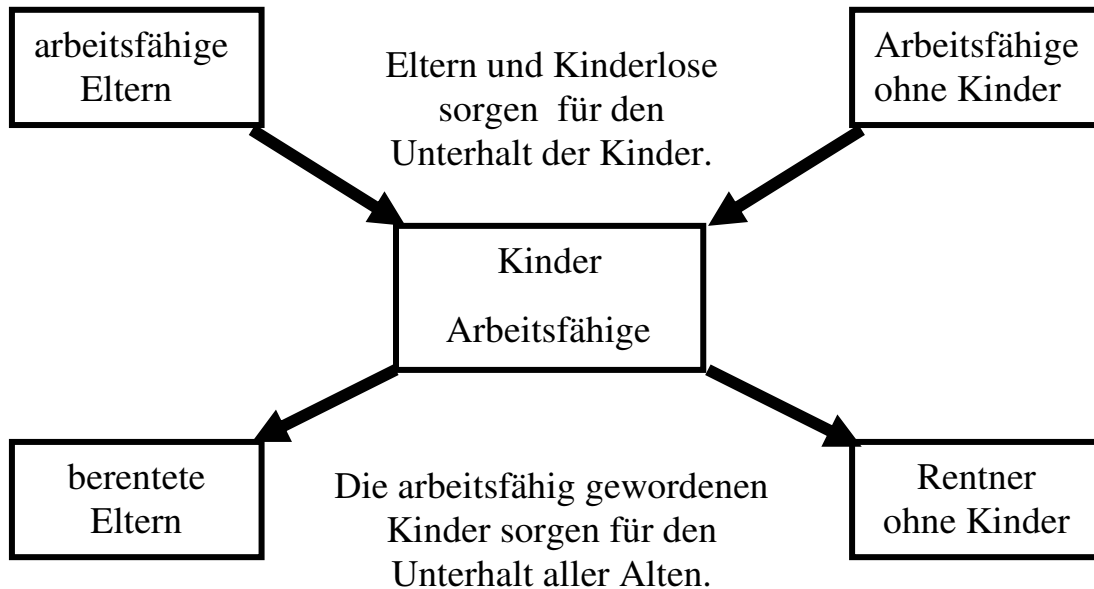 arbeitsfähige
Eltern
Eltern und Kinderlose
sorgen für den
Unterhalt der Kinder.
Arbeitsfähige
ohne Kinder
Kinder
Arbeitsfähige
berentete
Eltern
Die arbeitsfähig gewordenen
Kinder sorgen für den
Unterhalt aller Alten.
Rentner
ohne Kinder